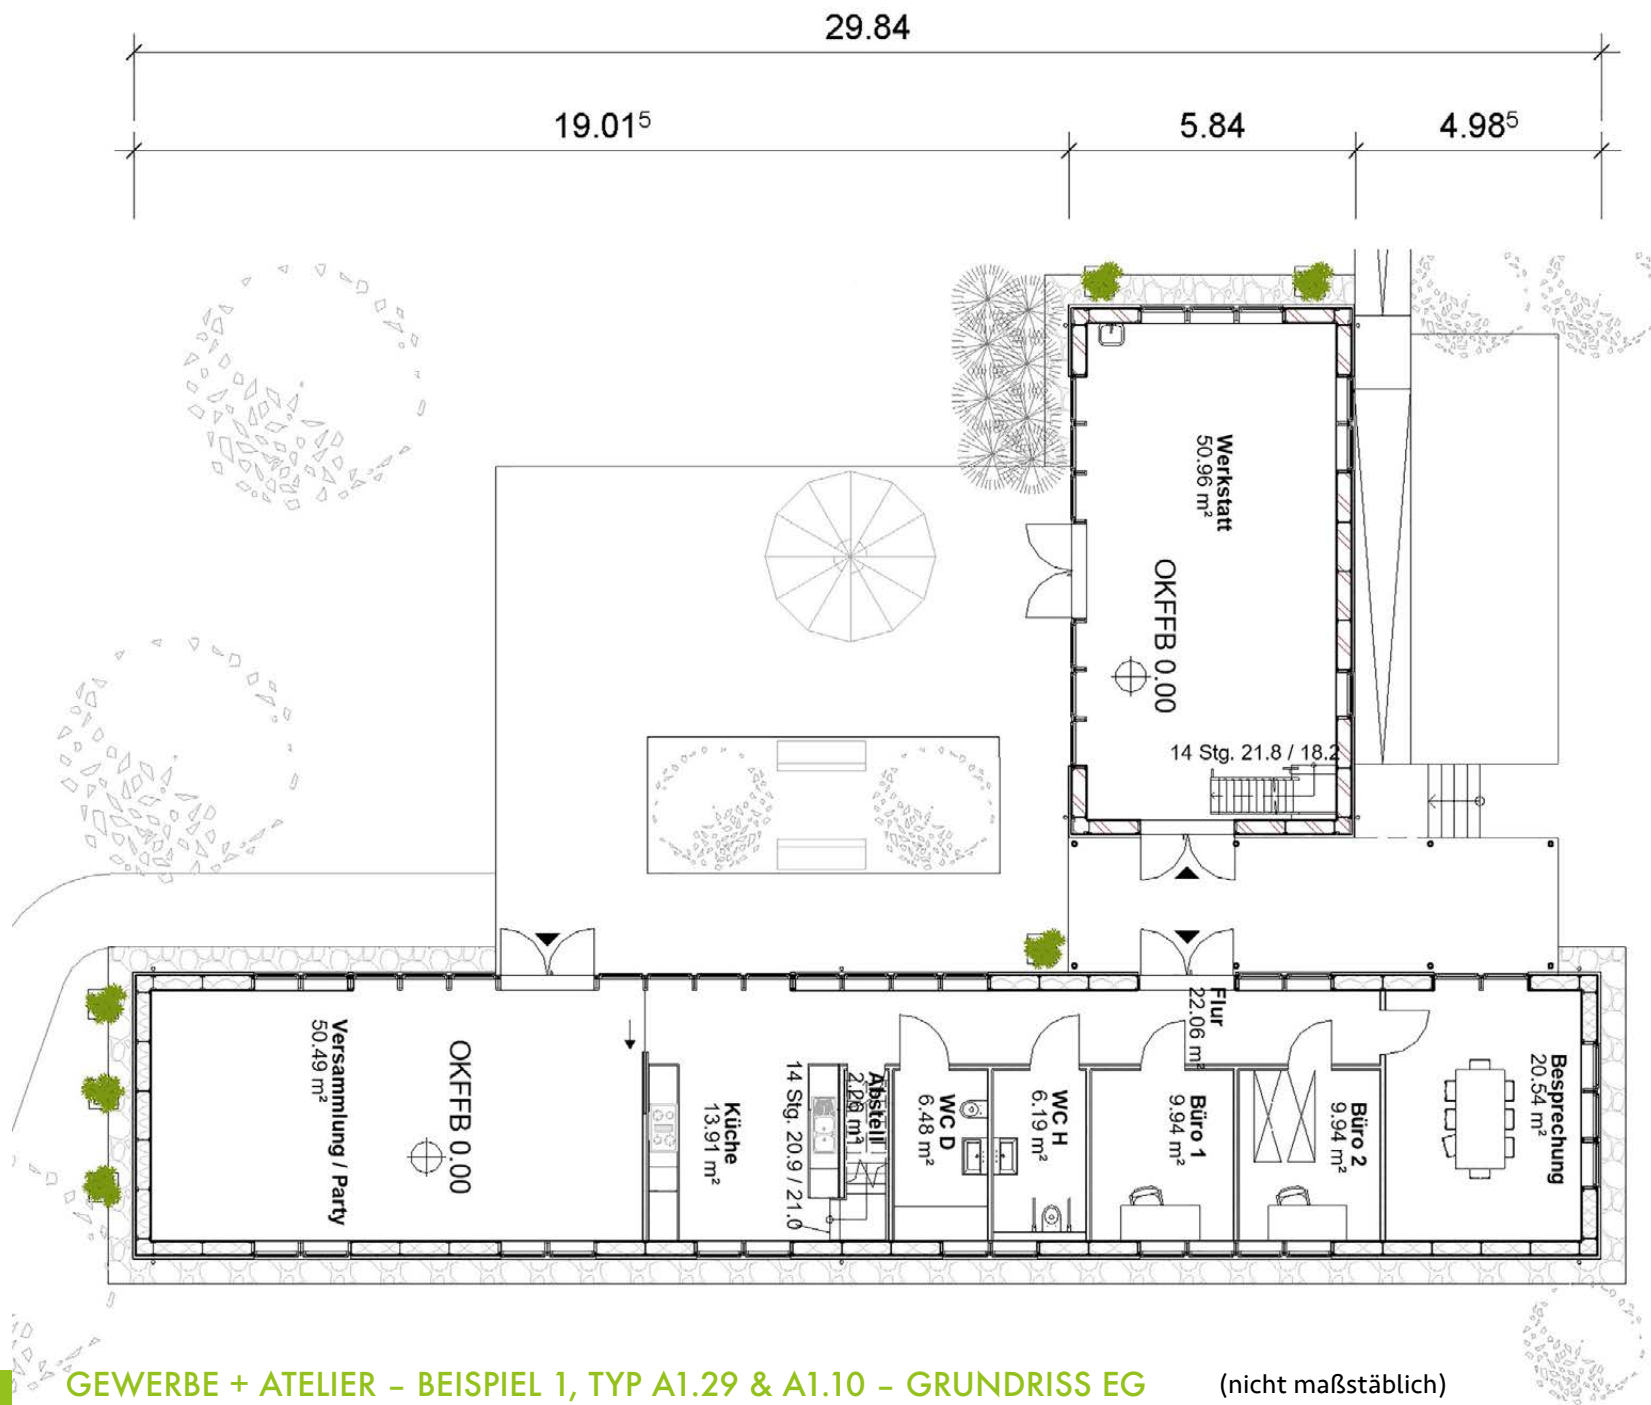 29.84
19.01⁵
5.84
4.98⁵
Werkstatt
50.96 m²
OKFFB 0.00
14 Stg. 21.8 / 18.2
Versammlung / Party
50.49 m²
OKFFB 0.00
Küche
13.91 m²
14 Stg. 20.9 / 21.0
Abstell
2.26 m²
WC D
6.48 m²
WC H
6.19 m²
Flur
22.06 m²
Büro 1
9.94 m²
Büro 2
9.94 m²
Besprechung
20.54 m²
GEWERBE + ATELIER – BEISPIEL 1, TYP A1.29 & A1.10 – GRUNDRISS EG
(nicht maßstäblich)